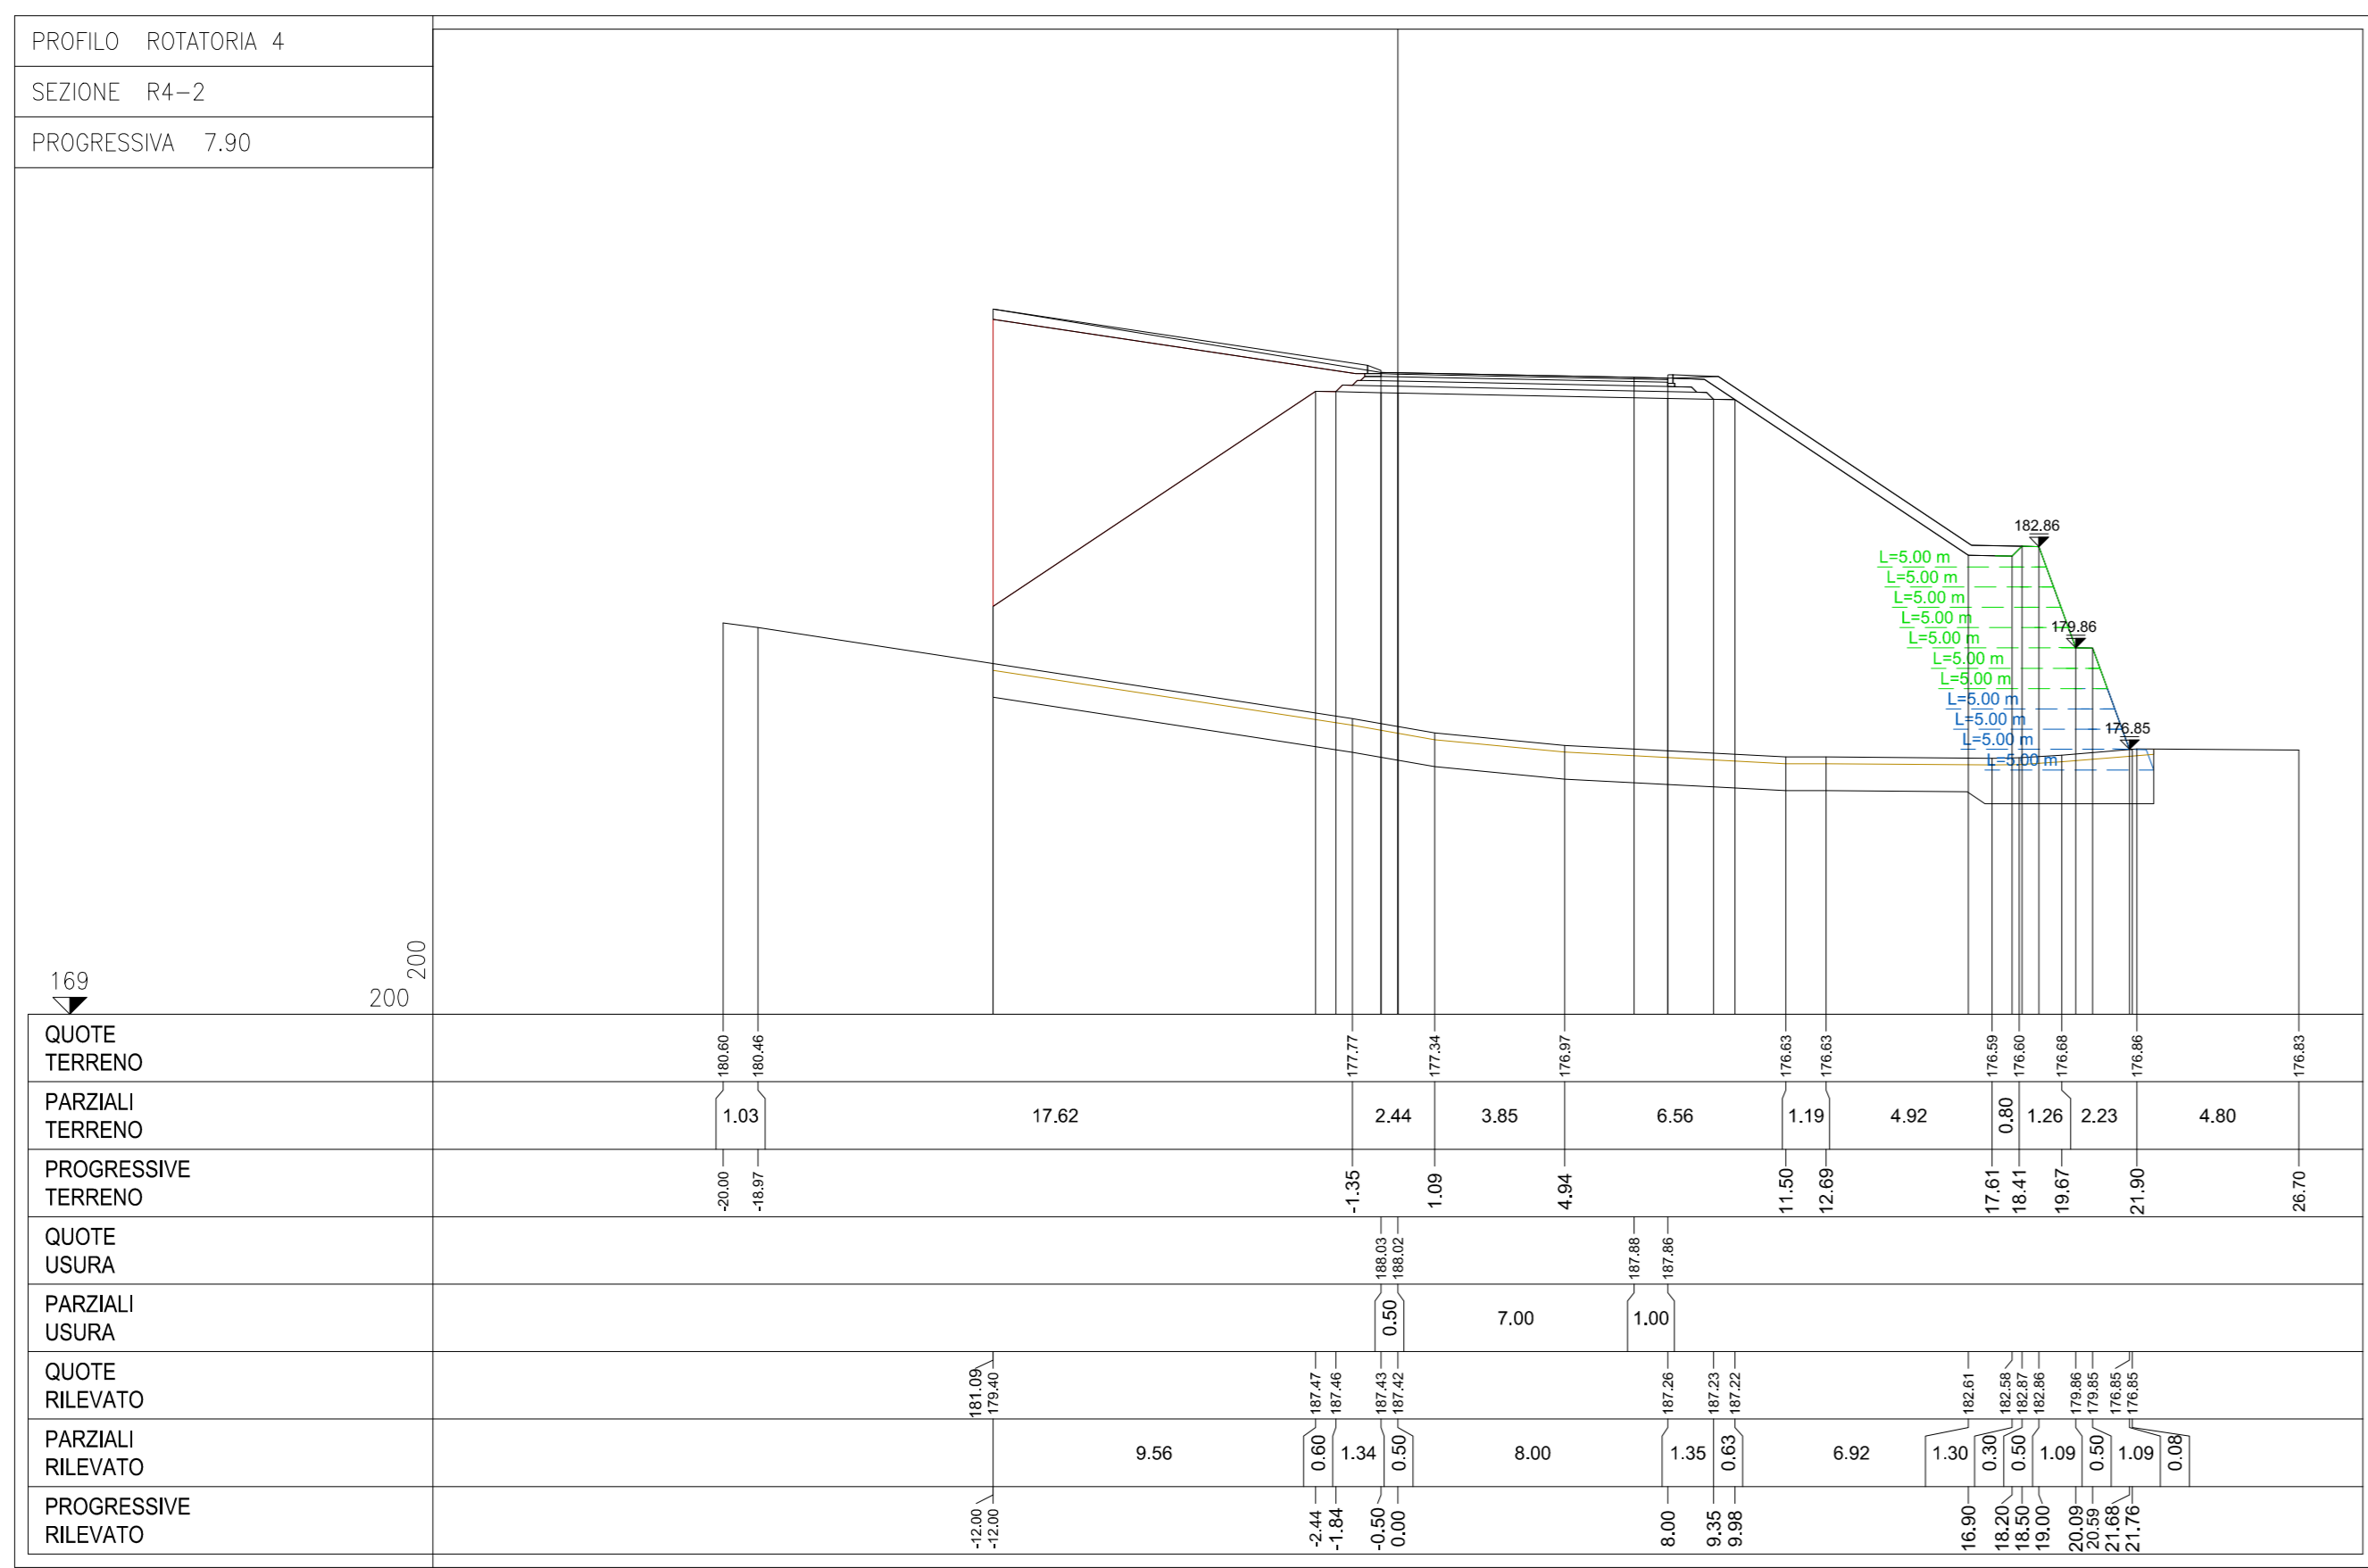 PROFILO ROTATORIA 4
SEZIONE R4-2
PROGRESSIVA 7.90
182.86
L=5.00 m
L=5.00 m
L=5.00 m
L=5.00 m
179.86
L=5.00 m
L=5.00 m
L=5.00 m
L=5.00 m
L=5.00 m
176.85
L=5.00 m
L=5.00 m
200
169
200
QUOTE
TERRENO
180.60 180.46 177.77 177.34 176.97 176.63 176.63 176.59 176.60 176.68 176.86 176.83
PARZIALI
TERRENO
1.03 17.62 2.44 3.85 6.56 1.19 4.92 0.80 1.26 2.23 4.80
PROGRESSIVE
TERRENO
-20.00 -18.97 -1.35 1.09 4.94 11.50 12.69 17.61 18.41 19.67 21.90 26.70
QUOTE
USURA
188.03 188.02 187.88 187.86
PARZIALI
USURA
0.50 7.00 1.00
QUOTE
RILEVATO
181.09 179.40 187.47 187.46 187.43 187.42 187.26 187.23 187.22 182.61 182.58 182.87 182.86 179.86 179.85 176.85 176.85
PARZIALI
RILEVATO
9.56 0.60 1.34 0.50 8.00 1.35 0.63 6.92 1.30 0.30 0.50 1.09 0.50 1.09 0.08
PROGRESSIVE
RILEVATO
-12.00 -12.00 -2.44 -1.84 -0.50 0.00 8.00 9.35 9.98 16.90 18.20 18.50 19.00 20.09 20.59 21.68 21.76